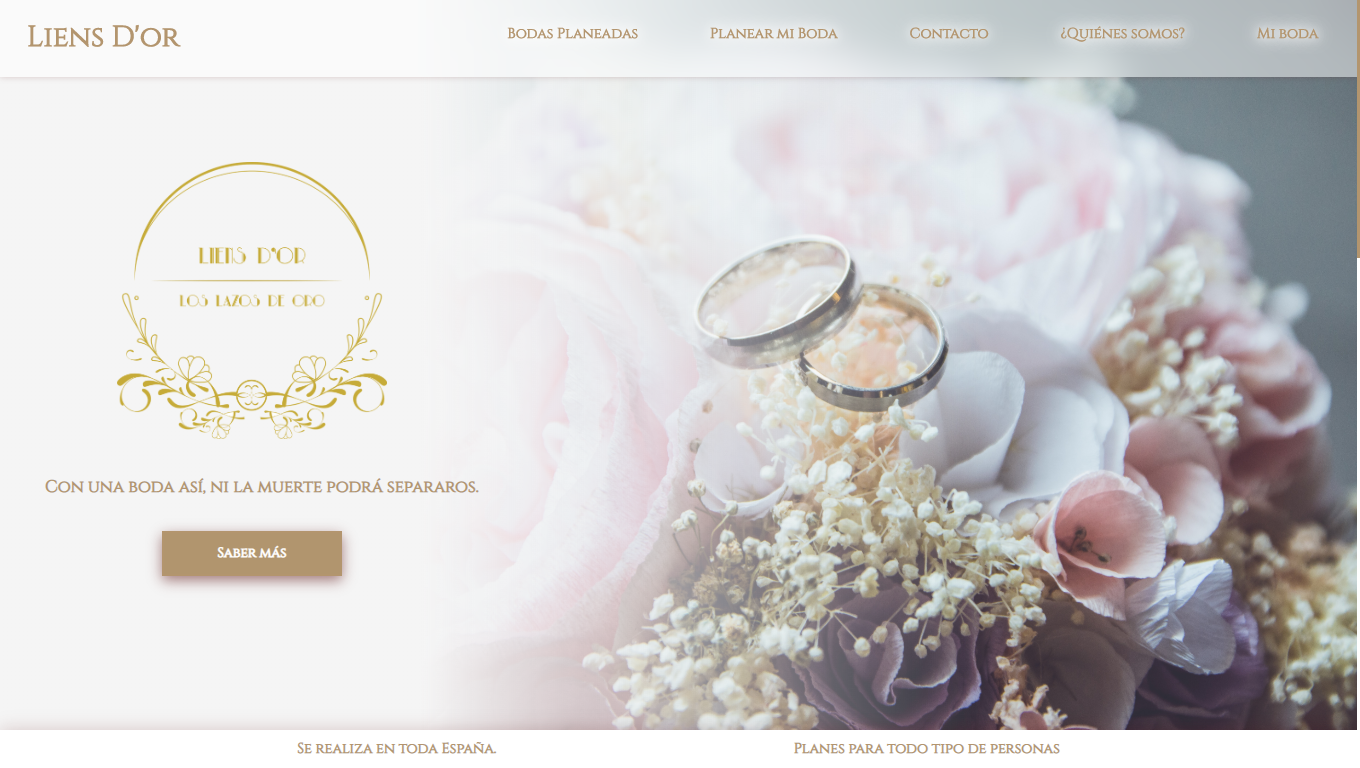 Liens D'or
Bodas Planeadas
Planear mi Boda
Contacto
¿Quiénes somos?
Mi boda
LIENS D'OR
LOS LAZOS DE ORO
Con una boda así, ni la muerte podrá separaros.
Saber más
Se realiza en toda España.
Planes para todo tipo de personas